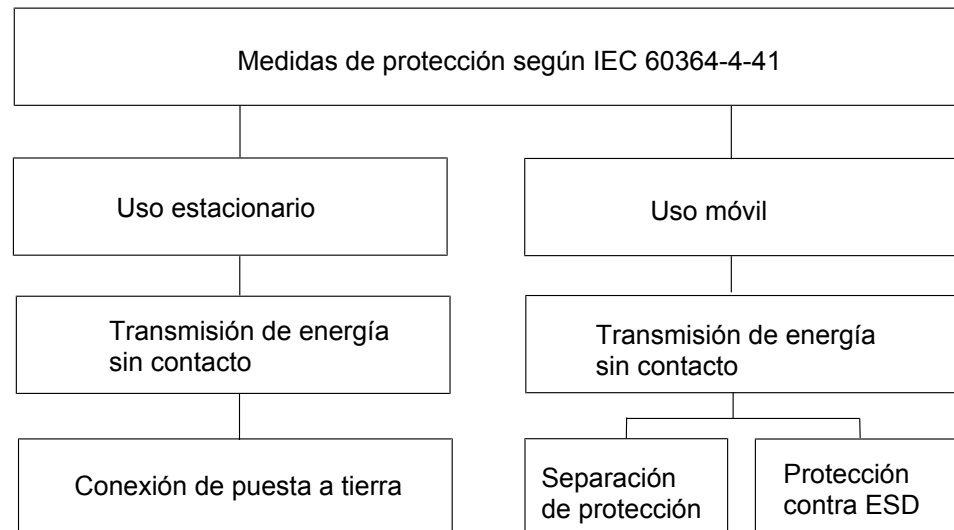 Medidas de protección según IEC 60364-4-41
Uso estacionario
Uso móvil
Transmisión de energía
sin contacto
Transmisión de energía
sin contacto
Conexión de puesta a tierra
Separación
de protección
Protección
contra ESD